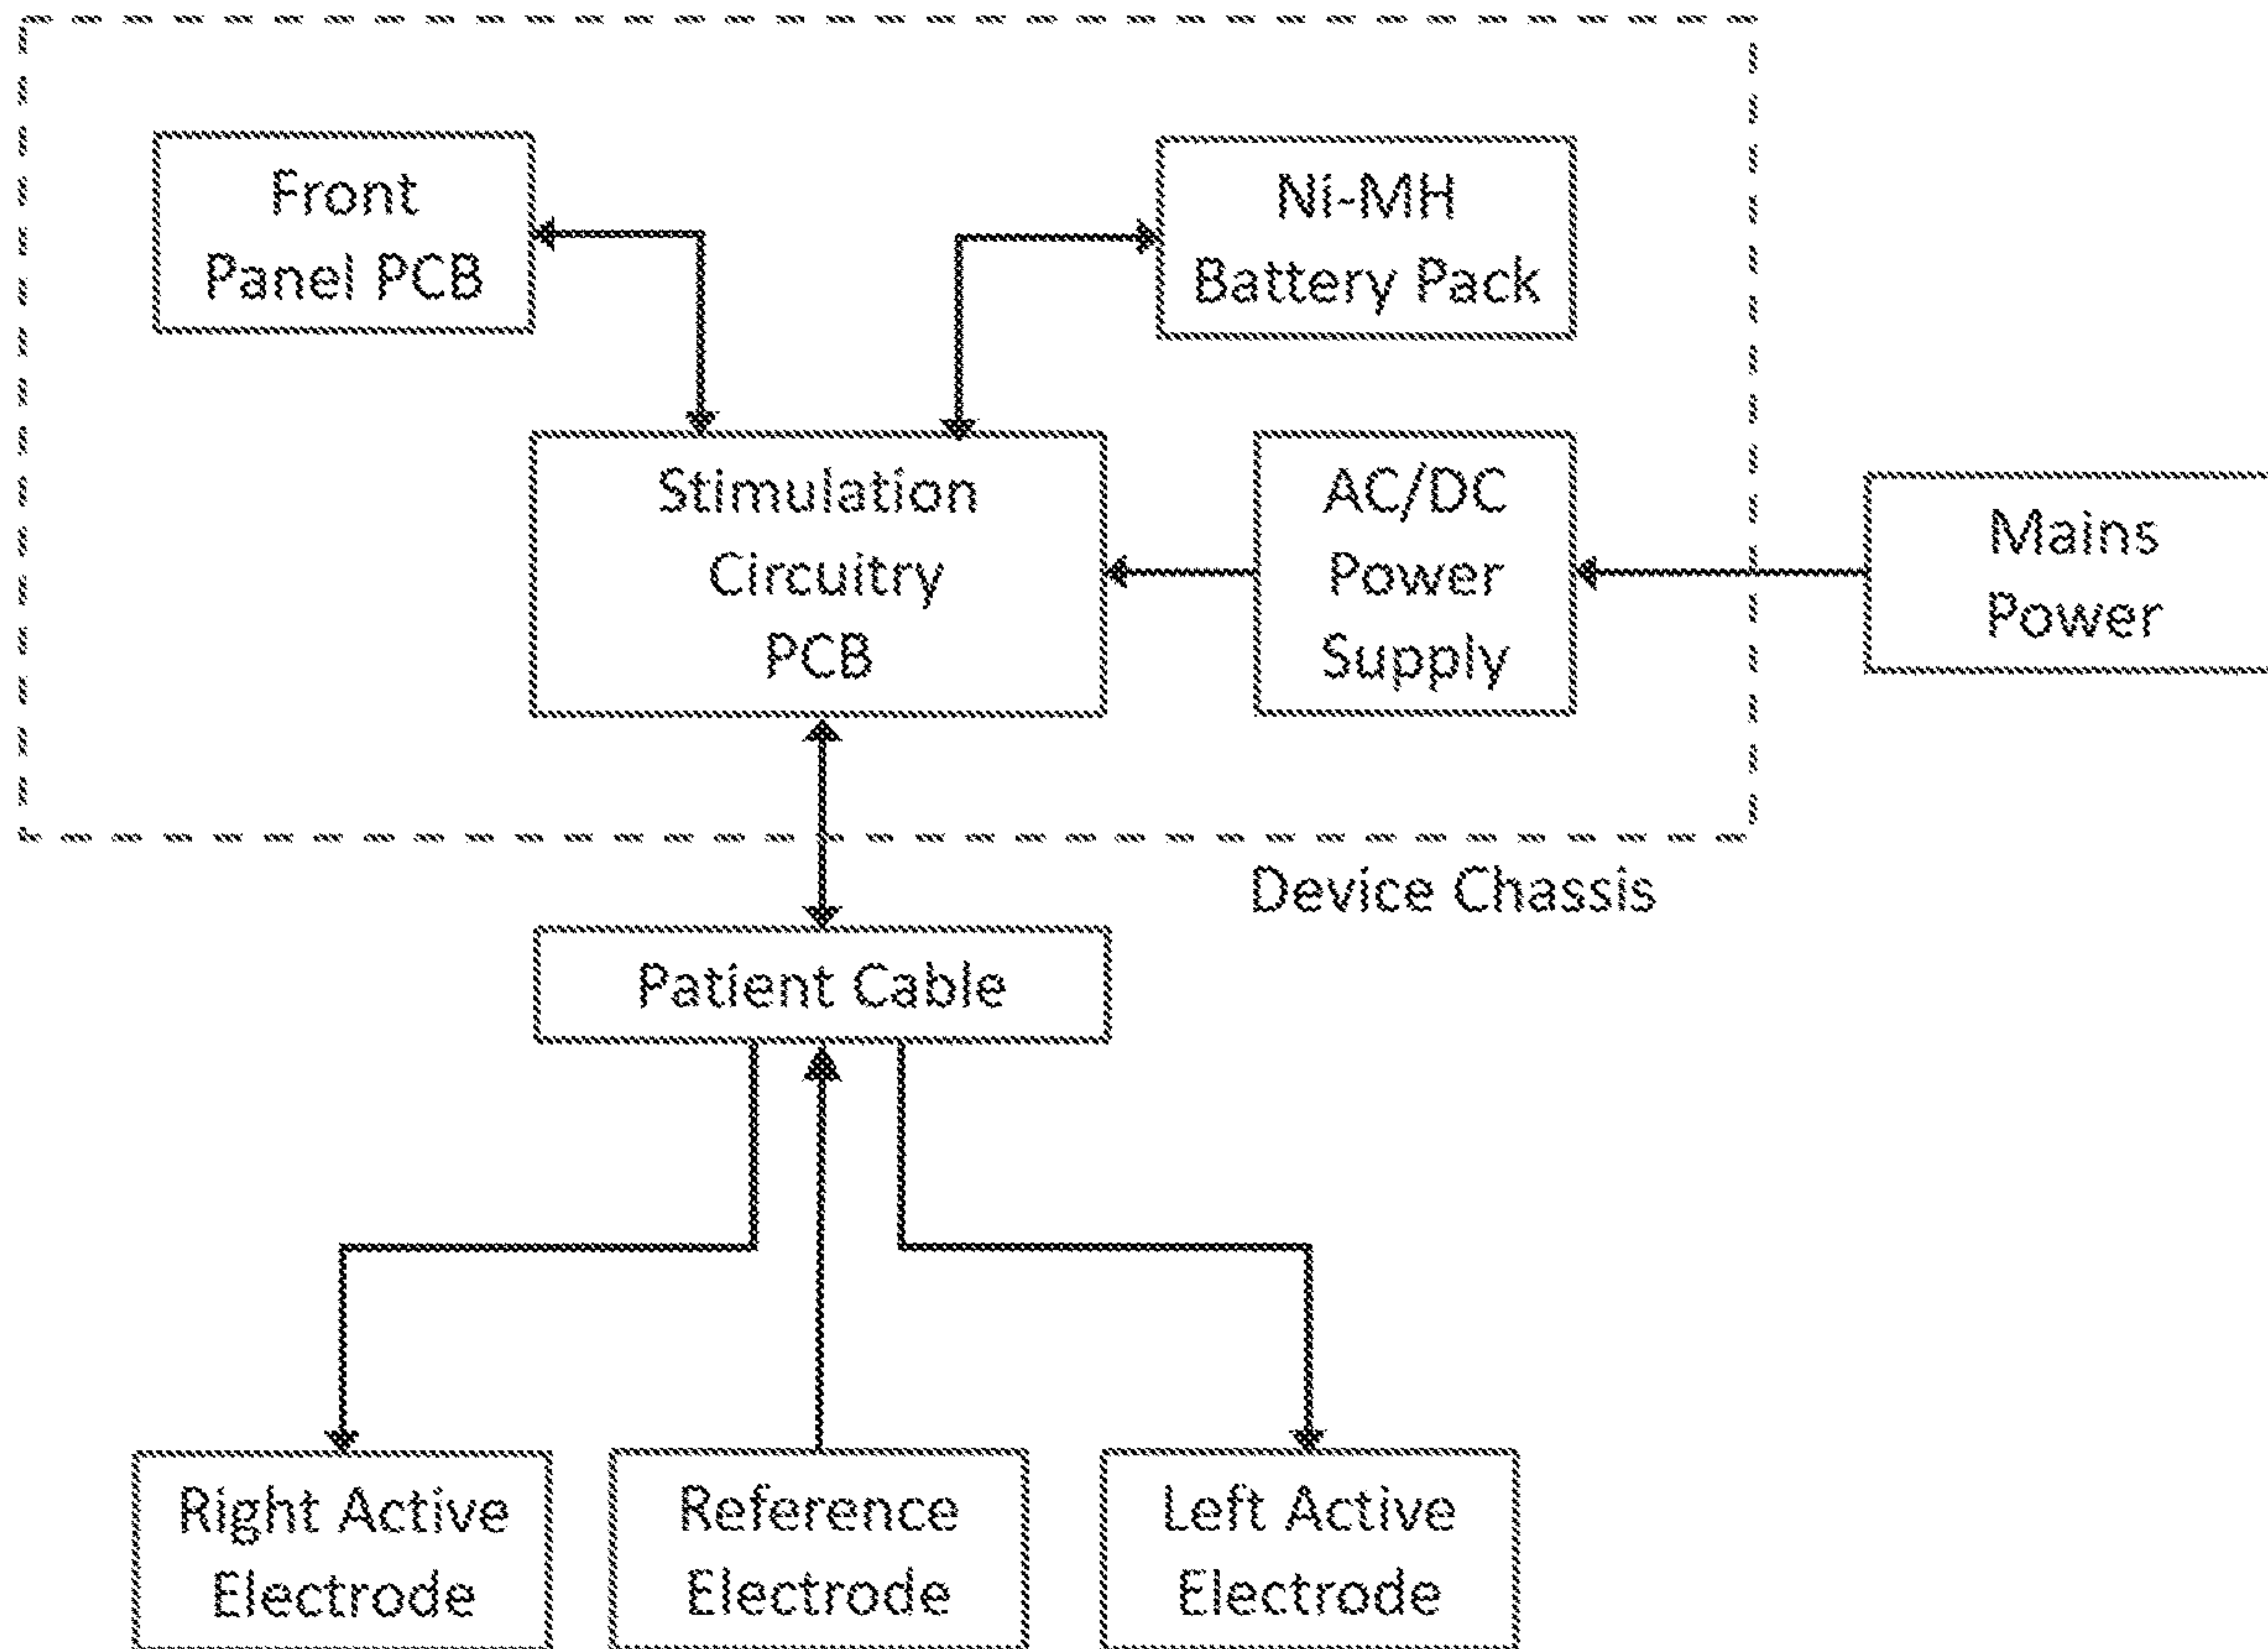 Front
Panel PCB
Ni-MH
Battery Pack
Stimulation
Circuitry
PCB
AC/DC
Power
Supply
Mains
Power
Device Chassis
Patient Cable
Right Active
Electrode
Reference
Electrode
Left Active
Electrode